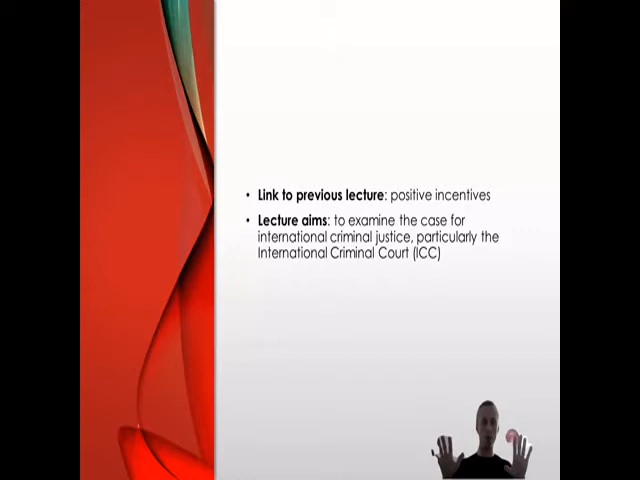 • Link to previous lecture: positive incentives
• Lecture aims: to examine the case for
international criminal justice, particularly the
International Criminal Court (ICC)